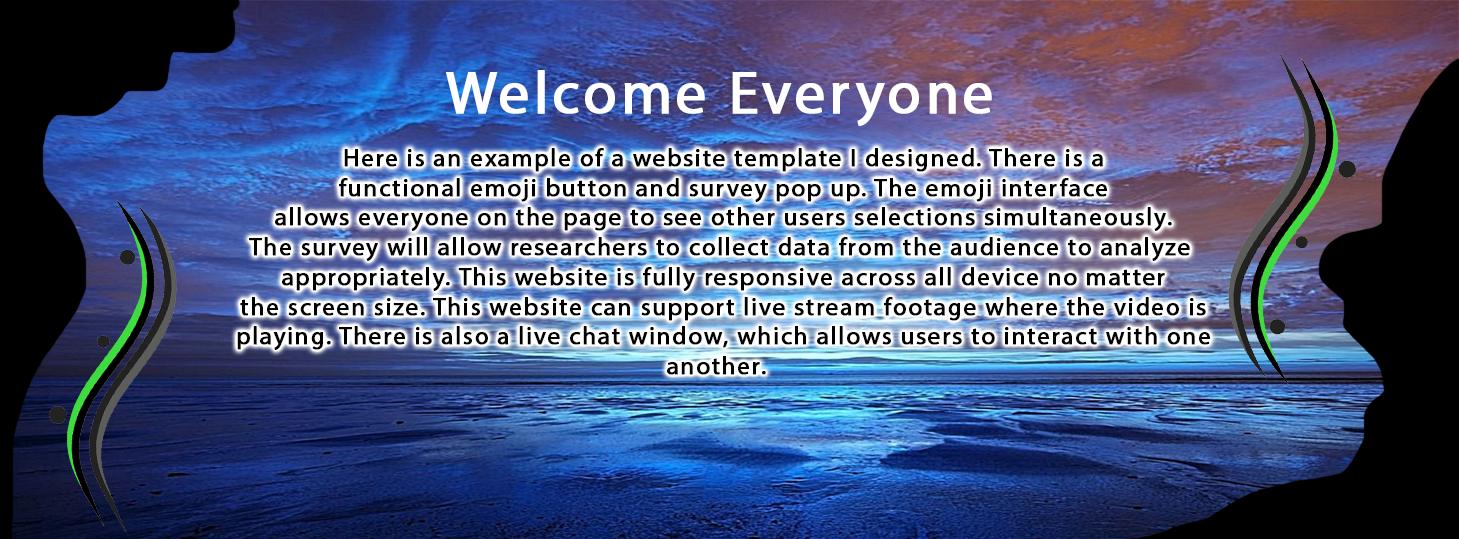 Welcome Everyone
Here is an example of a website template I designed. There is a
functional emoji button and survey pop up. The emoji interface
allows everyone on the page to see other users selections simultaneously.
The survey will allow researchers to collect data from the audience to analyze
appropriately. This website is fully responsive across all device no matter
the screen size. This website can support live stream footage where the video is
playing. There is also a live chat window, which allows users to interact with one
another.